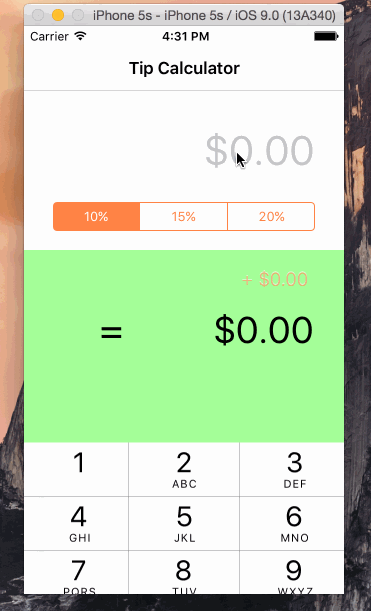 iPhone 5s - iPhone 5s / iOS 9.0 (13A340)
Carrier 4:31 PM
Tip Calculator
$0.00
10% 15% 20%
+ $0.00
= $0.00
1 2 3
ABC DEF
4 5 6
GHI JKL MNO
7 8 9
PQRS TUV WXYZ